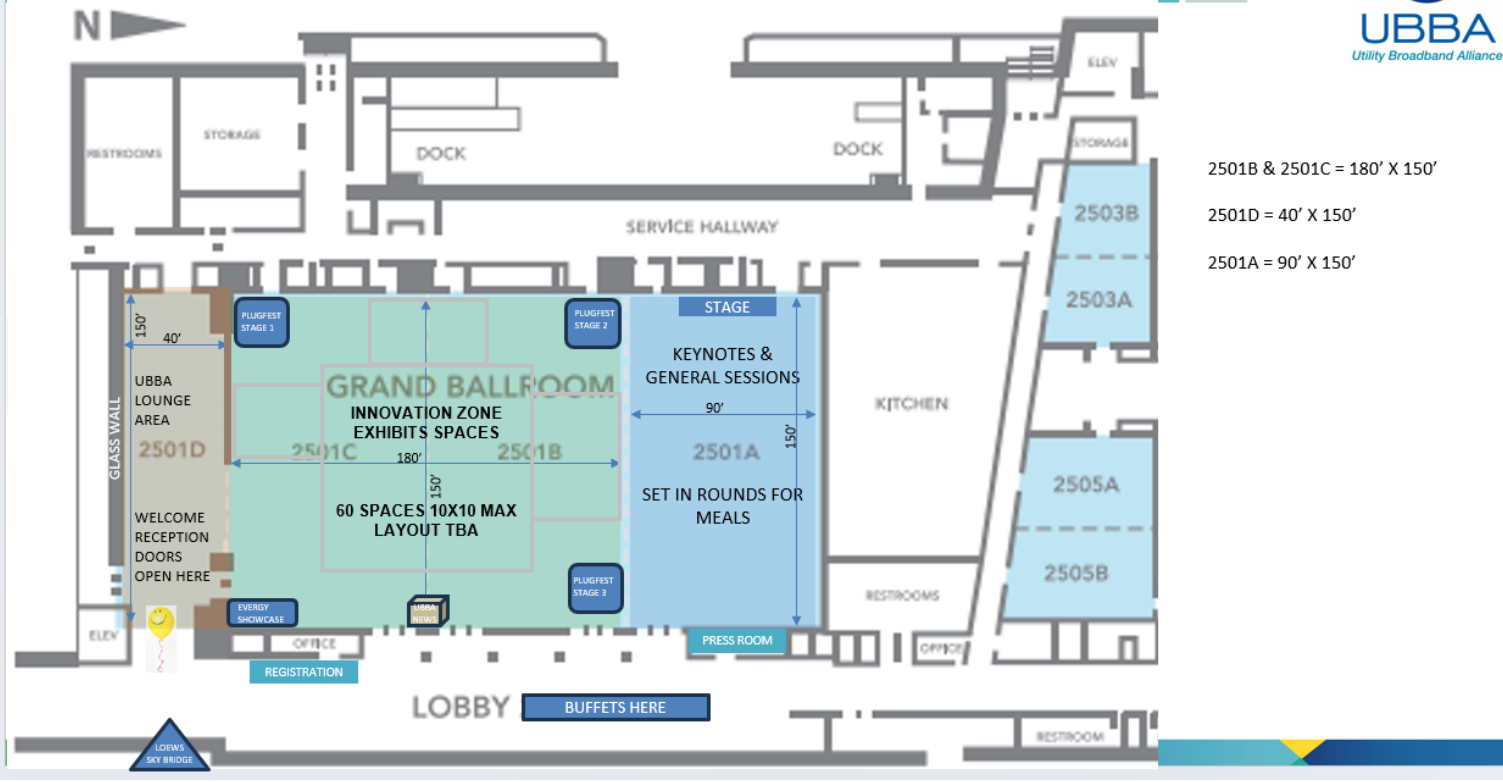 N
UBBA
Utility Broadband Alliance
ELEV
STORAGE
RESTROOMS
DOCK
DOCK
STORAGE
2501B & 2501C = 180’ X 150’
2501D = 40’ X 150’
2501A = 90’ X 150’
SERVICE HALLWAY
2503B
2503A
PLUGFEST
STAGE 1
PLUGFEST
STAGE 2
STAGE
150’
40’
KEYNOTES &
GENERAL SESSIONS
UBBA
LOUNGE
AREA
GRAND BALLROOM
INNOVATION ZONE
EXHIBITS SPACES
90’
KITCHEN
GLASS WALL
2501D
2501C
2501B
2501A
150’
180’
150’
2505A
SET IN ROUNDS FOR
MEALS
60 SPACES 10X10 MAX
LAYOUT TBA
WELCOME
RECEPTION
DOORS
OPEN HERE
PLUGFEST
STAGE 3
2505B
RESTROOMS
EVERGY
SHOWCASE
UBBA
NEWS
ELEV
OFFICE
PRESS ROOM
OFFICE
REGISTRATION
LOBBY
BUFFETS HERE
RESTROOM
LOEWS
SKY BRIDGE